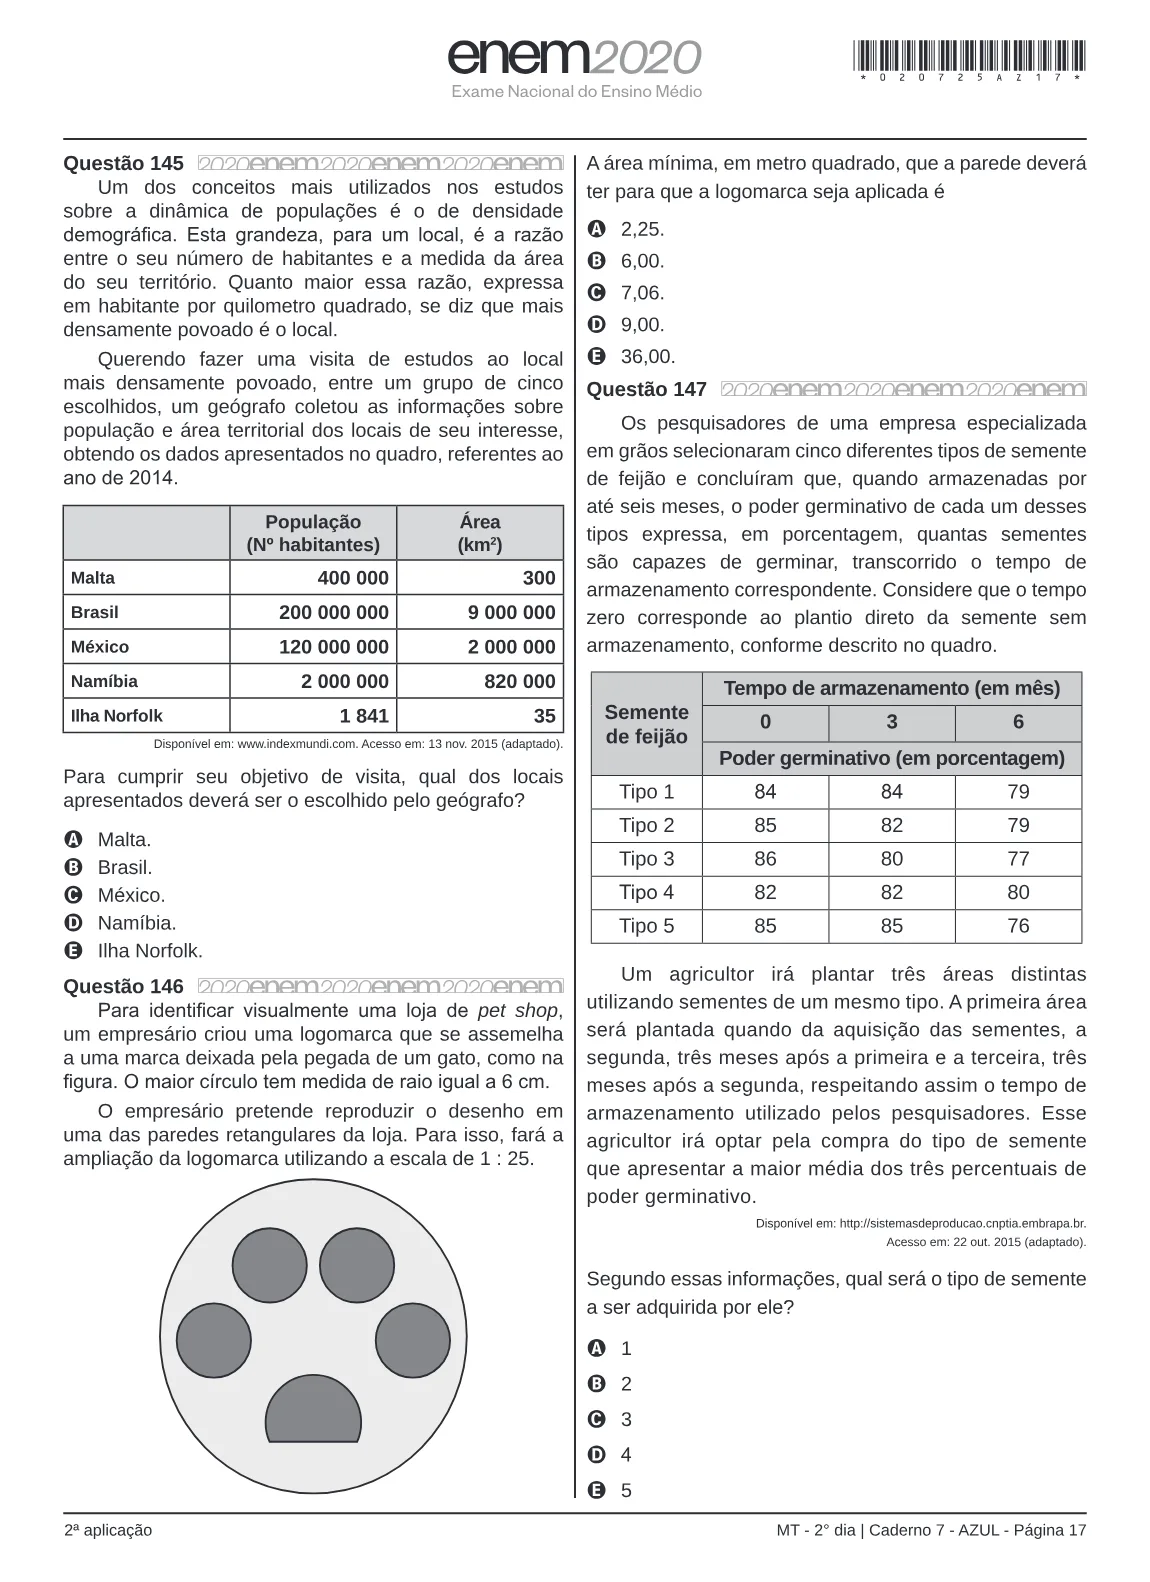 enem2020
Exame Nacional do Ensino Médio
*020725AZ17*
Questão 145 2020enem2020enem2020enem
Um dos conceitos mais utilizados nos estudos
sobre a dinâmica de populações é o de densidade
demográfica. Esta grandeza, para um local, é a razão
entre o seu número de habitantes e a medida da área
do seu território. Quanto maior essa razão, expressa
em habitante por quilometro quadrado, se diz que mais
densamente povoado é o local.
Querendo fazer uma visita de estudos ao local
mais densamente povoado, entre um grupo de cinco
escolhidos, um geógrafo coletou as informações sobre
população e área territorial dos locais de seu interesse,
obtendo os dados apresentados no quadro, referentes ao
ano de 2014.
População Área
(Nº habitantes) (km²)
Malta 400 000 300
Brasil 200 000 000 9 000 000
México 120 000 000 2 000 000
Namíbia 2 000 000 820 000
Ilha Norfolk 1 841 35
Disponível em: www.indexmundi.com. Acesso em: 13 nov. 2015 (adaptado).
Para cumprir seu objetivo de visita, qual dos locais
apresentados deverá ser o escolhido pelo geógrafo?
A Malta.
B Brasil.
C México.
D Namíbia.
E Ilha Norfolk.
Questão 146 2020enem2020enem2020enem
Para identificar visualmente uma loja de pet shop,
um empresário criou uma logomarca que se assemelha
a uma marca deixada pela pegada de um gato, como na
figura. O maior círculo tem medida de raio igual a 6 cm.
O empresário pretende reproduzir o desenho em
uma das paredes retangulares da loja. Para isso, fará a
ampliação da logomarca utilizando a escala de 1 : 25.
A área mínima, em metro quadrado, que a parede deverá
ter para que a logomarca seja aplicada é
A 2,25.
B 6,00.
C 7,06.
D 9,00.
E 36,00.
Questão 147 2020enem2020enem2020enem
Os pesquisadores de uma empresa especializada
em grãos selecionaram cinco diferentes tipos de semente
de feijão e concluíram que, quando armazenadas por
até seis meses, o poder germinativo de cada um desses
tipos expressa, em porcentagem, quantas sementes
são capazes de germinar, transcorrido o tempo de
armazenamento correspondente. Considere que o tempo
zero corresponde ao plantio direto da semente sem
armazenamento, conforme descrito no quadro.
Semente
de feijão
Tempo de armazenamento (em mês)
0 3 6
Poder germinativo (em porcentagem)
Tipo 1 84 84 79
Tipo 2 85 82 79
Tipo 3 86 80 77
Tipo 4 82 82 80
Tipo 5 85 85 76
Um agricultor irá plantar três áreas distintas
utilizando sementes de um mesmo tipo. A primeira área
será plantada quando da aquisição das sementes, a
segunda, três meses após a primeira e a terceira, três
meses após a segunda, respeitando assim o tempo de
armazenamento utilizado pelos pesquisadores. Esse
agricultor irá optar pela compra do tipo de semente
que apresentar a maior média dos três percentuais de
poder germinativo.
Disponível em: http://sistemasdeproducao.cnptia.embrapa.br.
Acesso em: 22 out. 2015 (adaptado).
Segundo essas informações, qual será o tipo de semente
a ser adquirida por ele?
A 1
B 2
C 3
D 4
E 5
2ª aplicação
MT - 2° dia | Caderno 7 - AZUL - Página 17